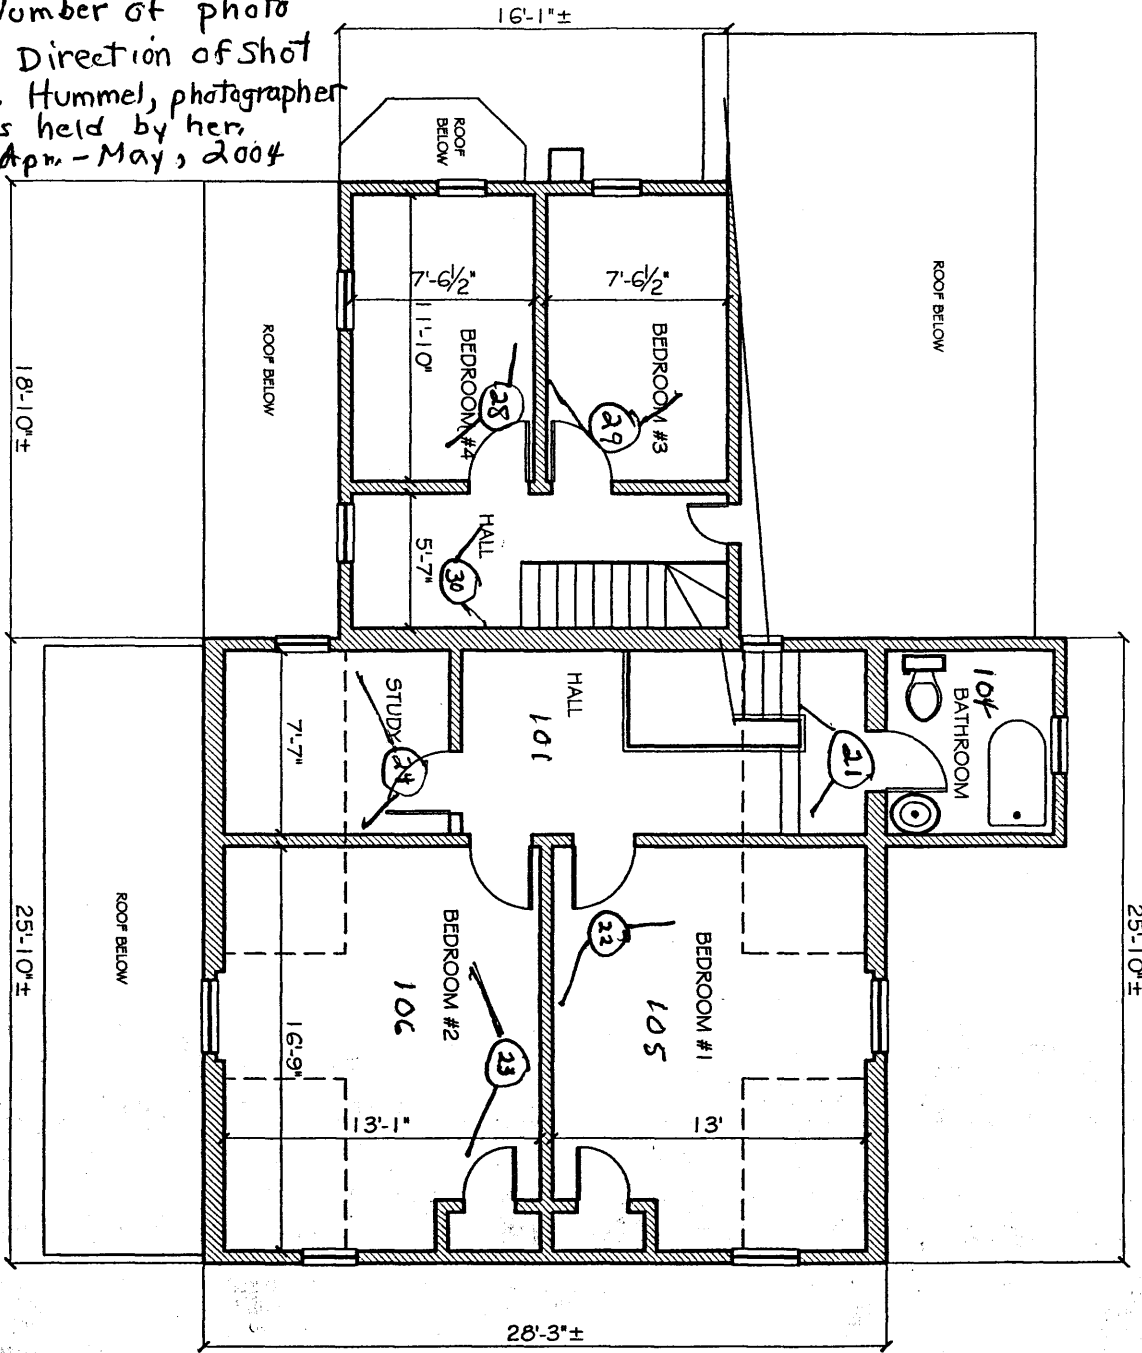 Number of photo
Direction of Shot
. Hummel, photographer
s held by her,
Apr. - May, 2004
16'-1"±
ROOF
BELOW
ROOF BELOW
ROOF BELOW
18'-10"±
7'-6½"
7'-6½"
11'-10"
BEDROOM #4
BEDROOM #3
28
29
HALL
5'-7"
30
STUDY
24
7'-7"
HALL
101
21
104
BATHROOM
25'-10"±
25'-10"±
ROOF BELOW
BEDROOM #2
106
22
BEDROOM #1
105
23
16'-9"
13'-1"
13'
28'-3"±